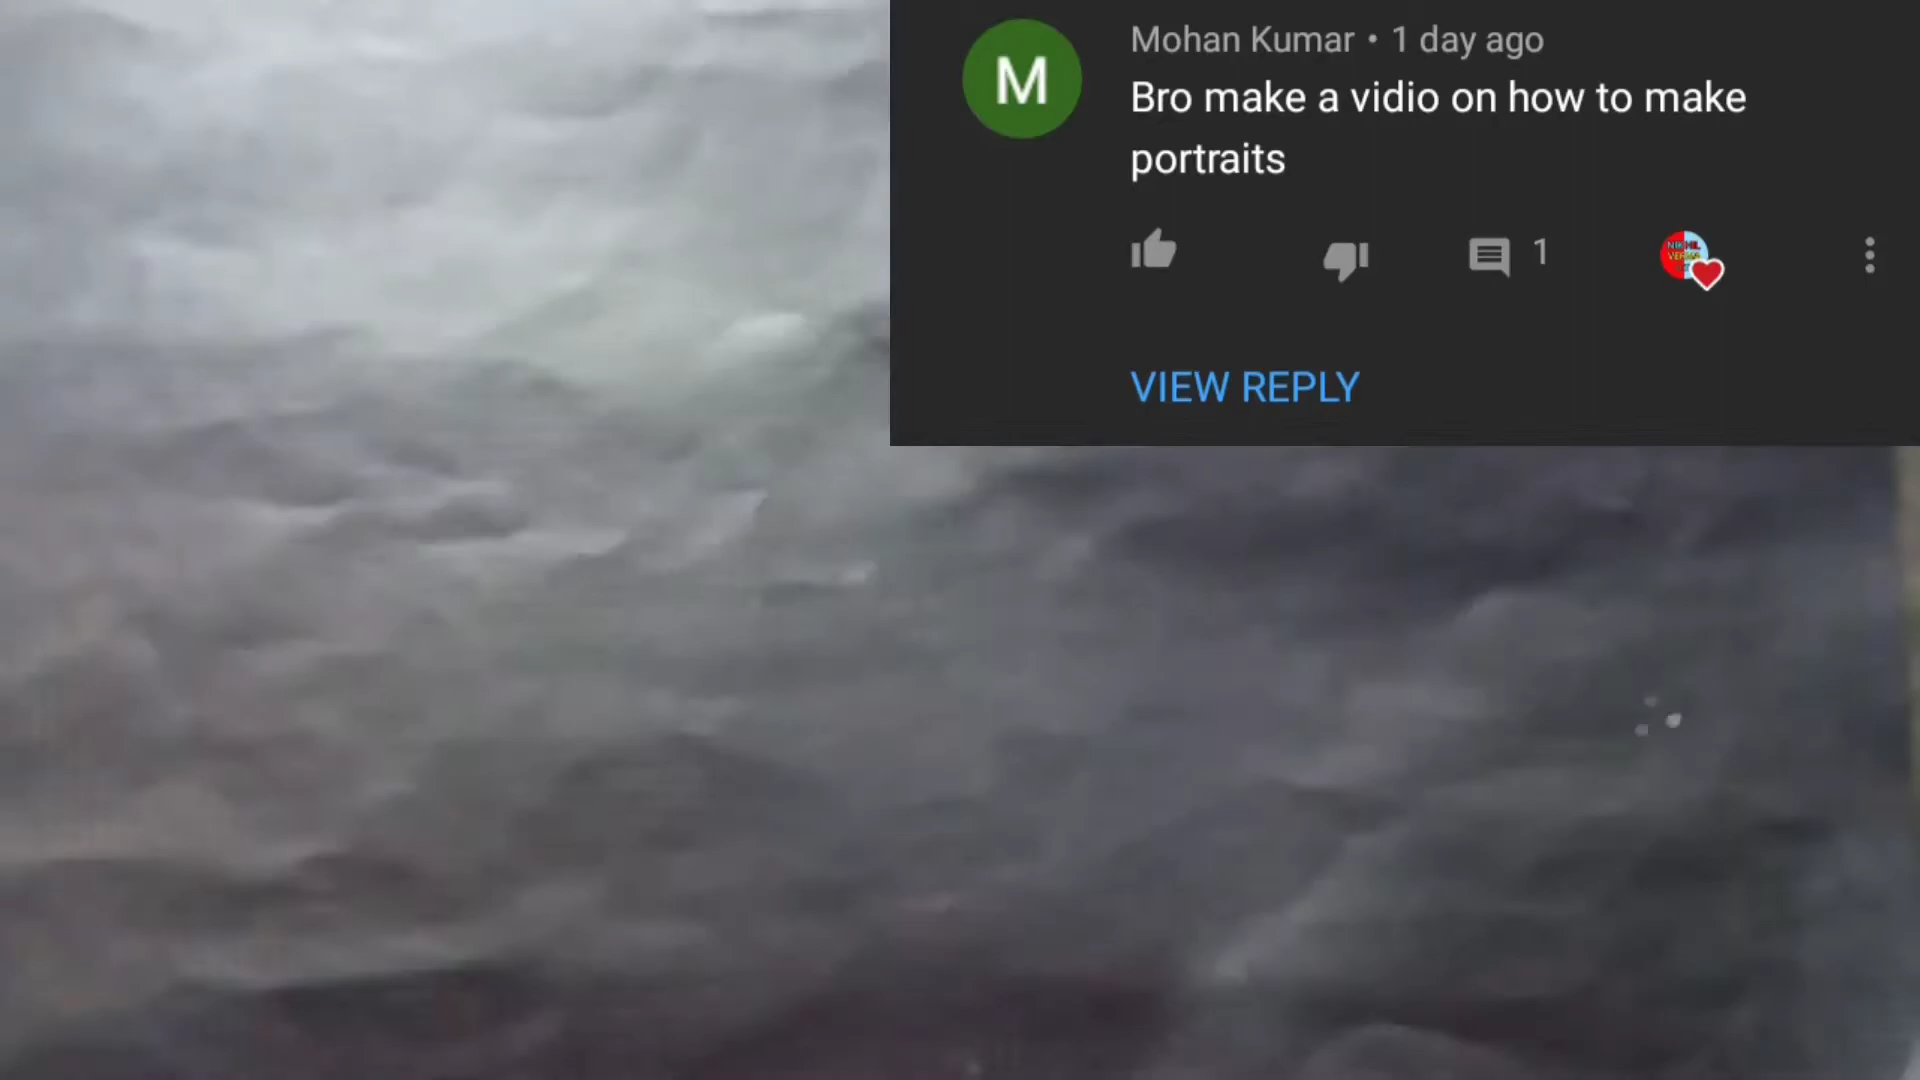 M
Mohan Kumar • 1 day ago
Bro make a vidio on how to make
portraits
1
VIEW REPLY